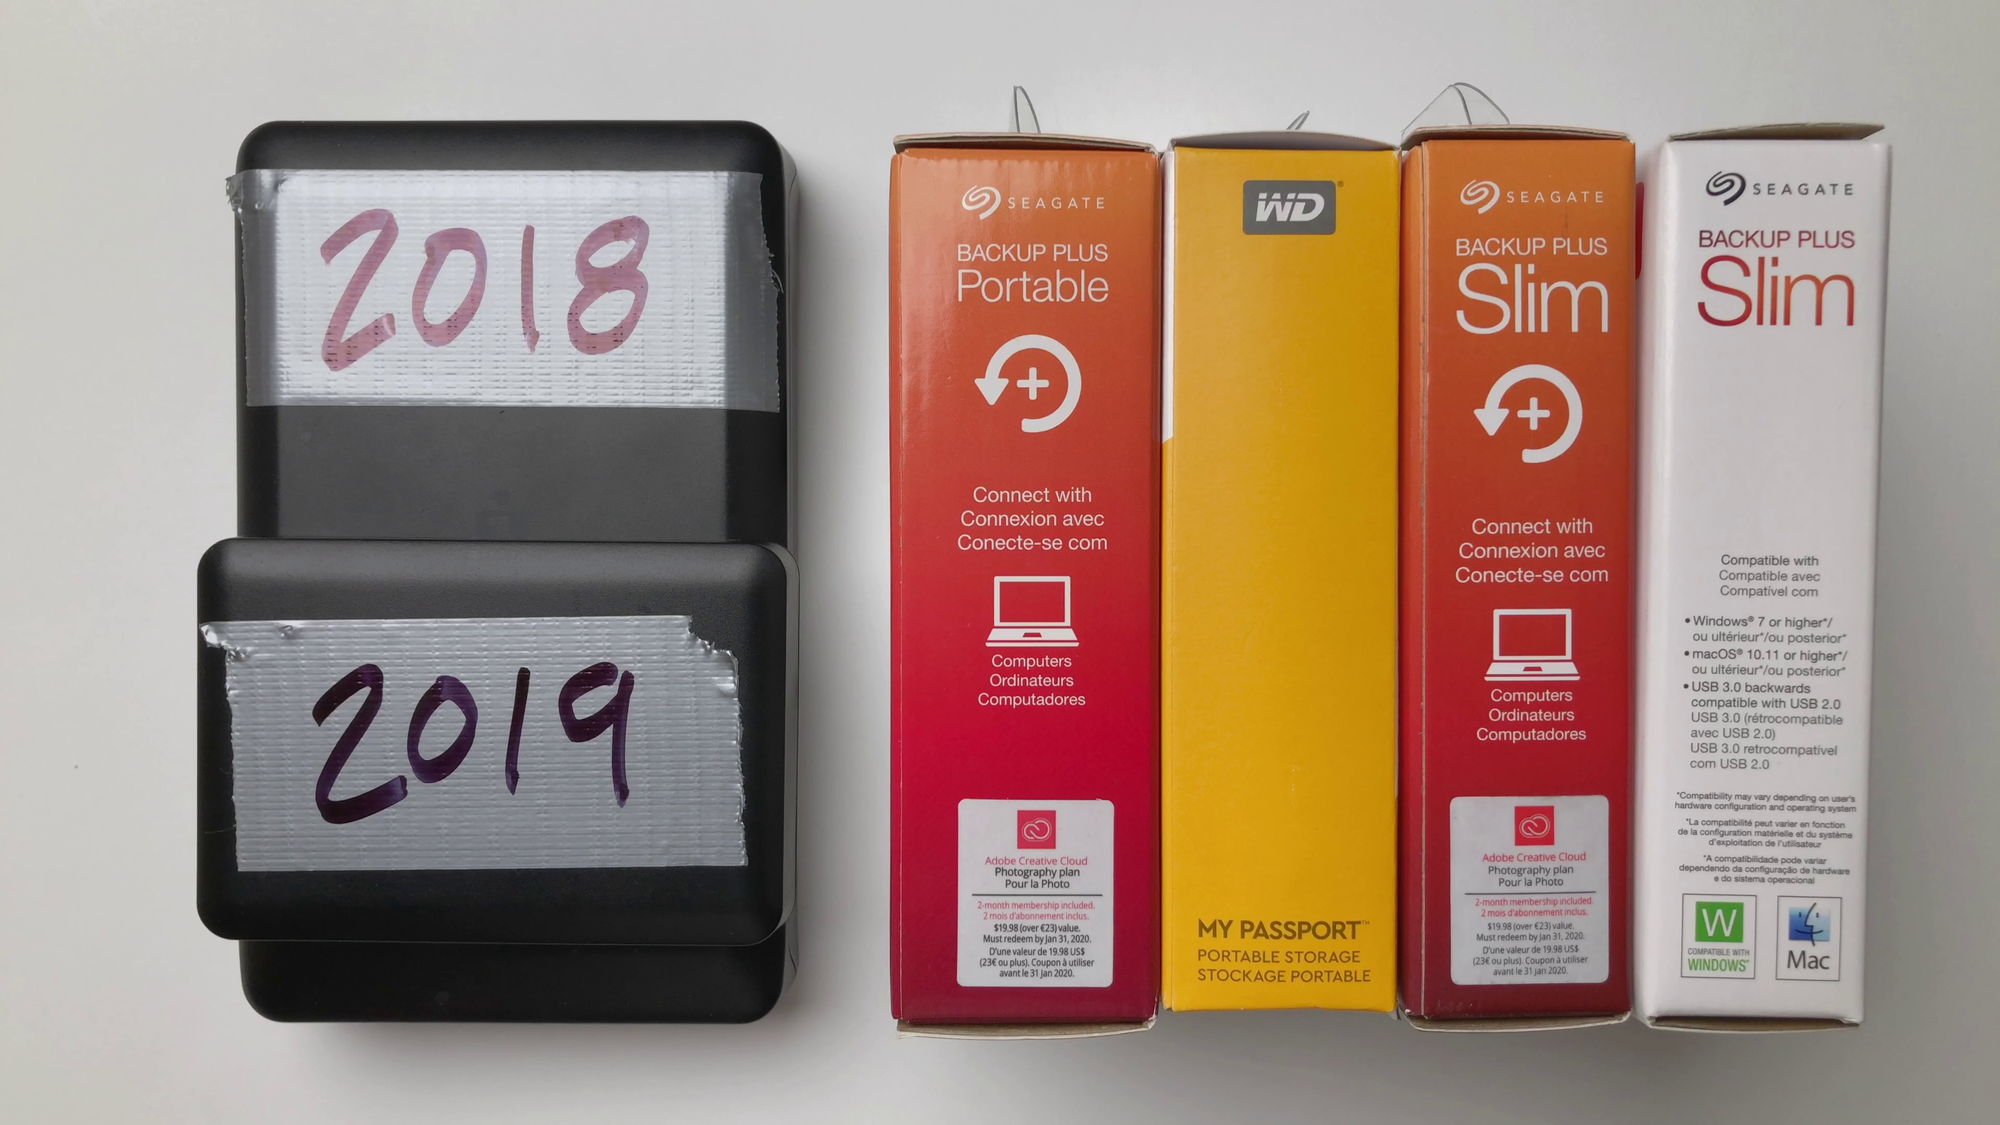 2018
2019
SEAGATE
BACKUP PLUS
Portable
Connect with
Connexion avec
Conecte-se com
Computers
Ordinateurs
Computadores
Adobe Creative Cloud
Photography plan
Pour la Photo
2-month membership included.
2 mois d'abonnement inclus.
$19.98 (over €23) value.
Must redeem by Jan 31, 2020.
D'une valeur de 19.98 US$
(23€ ou plus). Coupon à utiliser
avant le 31 Jan 2020.
WD®
MY PASSPORT™
PORTABLE STORAGE
STOCKAGE PORTABLE
SEAGATE
BACKUP PLUS
Slim
Connect with
Connexion avec
Conecte-se com
Computers
Ordinateurs
Computadores
Adobe Creative Cloud
Photography plan
Pour la Photo
2-month membership included.
2 mois d'abonnement inclus.
$19.98 (over €23) value.
Must redeem by Jan 31, 2020.
D'une valeur de 19.98 US$
(23€ ou plus). Coupon à utiliser
avant le 31 Jan 2020.
SEAGATE
BACKUP PLUS
Slim
Compatible with
Compatible avec
Compatível com
• Windows® 7 or higher*/
ou ultérieur*/ou posterior*
• macOS® 10.11 or higher*/
ou ultérieur*/ou posterior*
• USB 3.0 backwards
compatible with USB 2.0
USB 3.0 (rétrocompatible
avec USB 2.0)
USB 3.0 retrocompatível
com USB 2.0
*Compatibility may vary depending on user's
hardware configuration and operating system
*La compatibilité peut varier en fonction
de la configuration matérielle et du système
d'exploitation de l'utilisateur
*A compatibilidade pode variar
dependendo da configuração de hardware
e do sistema operacional
W
COMPATIBLE WITH
WINDOWS®
Mac